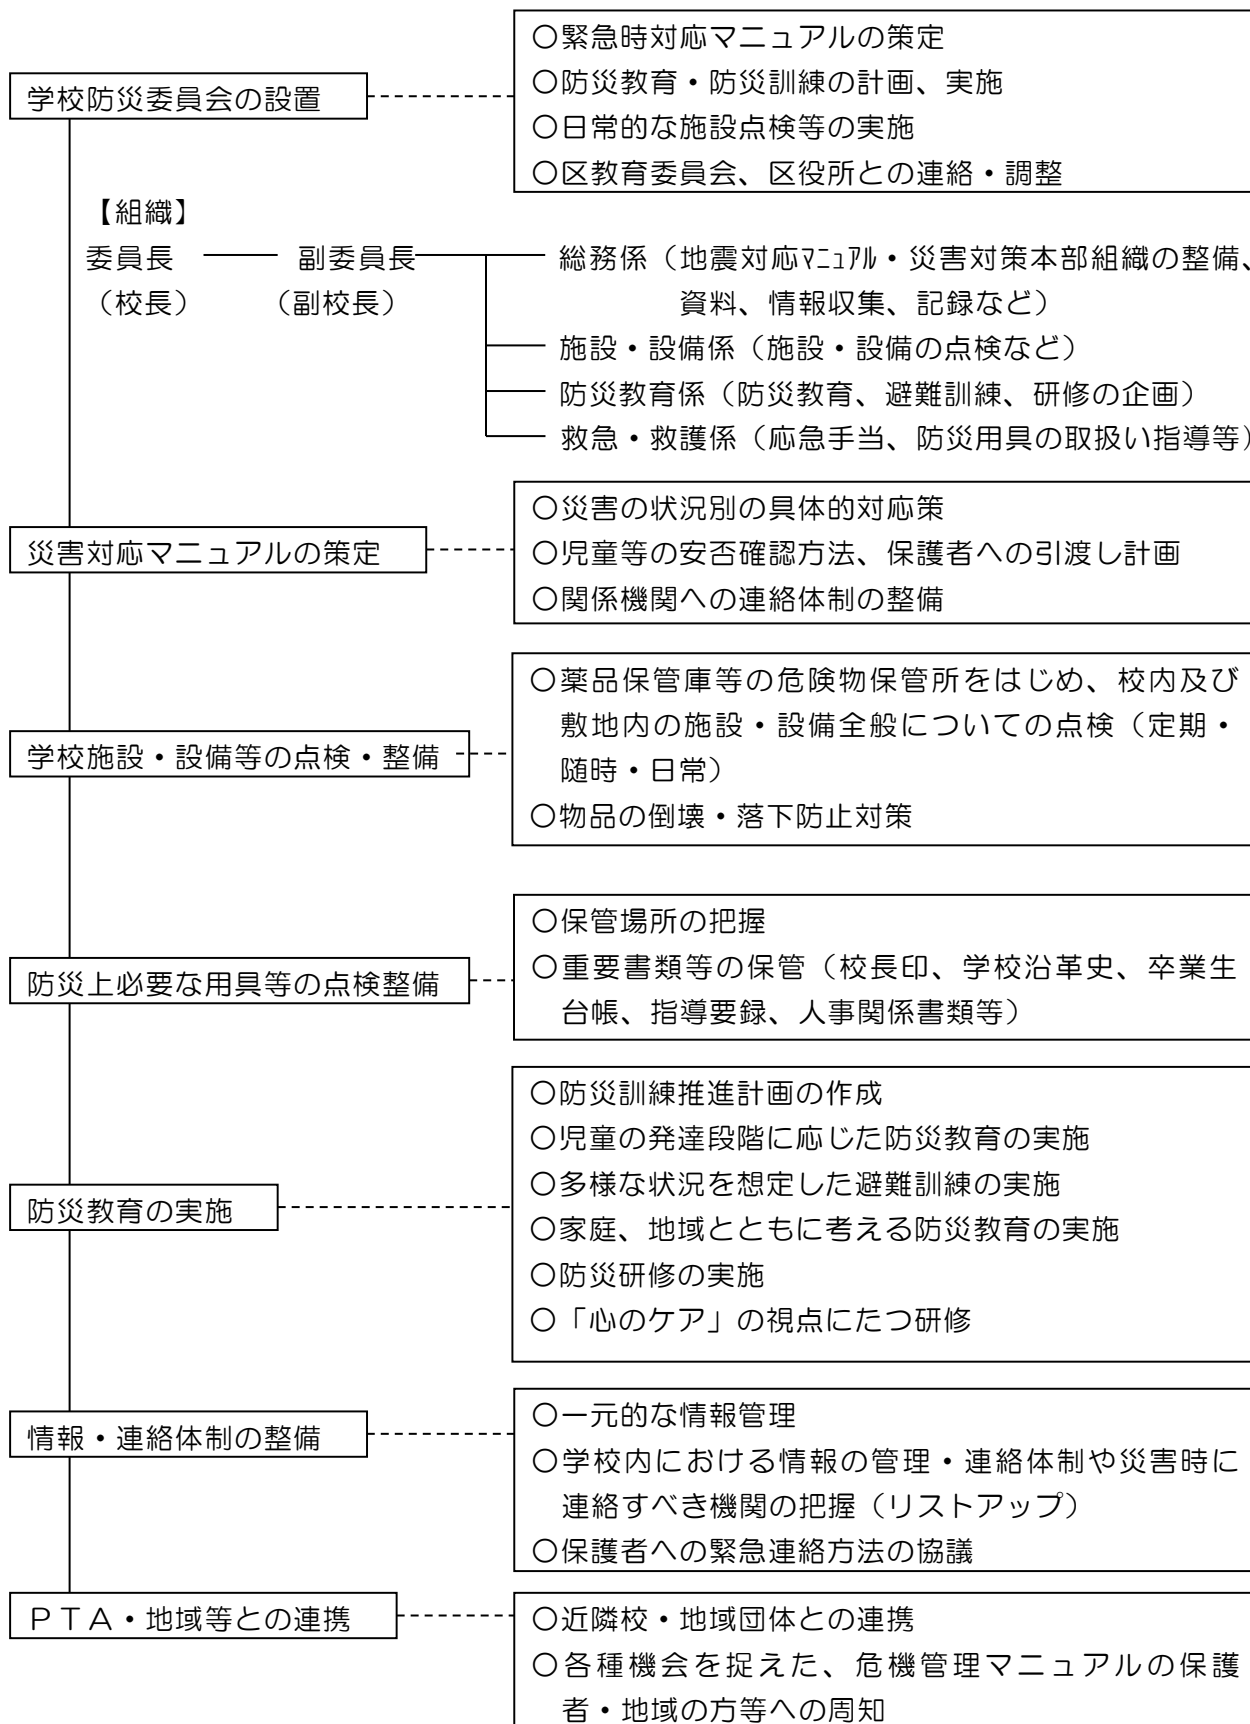 学校防災委員会の設置
〇緊急時対応マニュアルの策定
〇防災教育・防災訓練の計画、実施
〇日常的な施設点検等の実施
〇区教育委員会、区役所との連絡・調整
【組織】
委員長 副委員長 総務係（地震対応ﾏﾆｭｱﾙ・災害対策本部組織の整備、
（校長） （副校長） 資料、情報収集、記録など）
施設・設備係（施設・設備の点検など）
防災教育係（防災教育、避難訓練、研修の企画）
救急・救護係（応急手当、防災用具の取扱い指導等）
災害対応マニュアルの策定
〇災害の状況別の具体的対応策
〇児童等の安否確認方法、保護者への引渡し計画
〇関係機関への連絡体制の整備
学校施設・設備等の点検・整備
〇薬品保管庫等の危険物保管所をはじめ、校内及び
敷地内の施設・設備全般についての点検（定期・
随時・日常）
〇物品の倒壊・落下防止対策
防災上必要な用具等の点検整備
〇保管場所の把握
〇重要書類等の保管（校長印、学校沿革史、卒業生
台帳、指導要録、人事関係書類等）
防災教育の実施
〇防災訓練推進計画の作成
〇児童の発達段階に応じた防災教育の実施
〇多様な状況を想定した避難訓練の実施
〇家庭、地域とともに考える防災教育の実施
〇防災研修の実施
〇「心のケア」の視点にたつ研修
情報・連絡体制の整備
〇一元的な情報管理
〇学校内における情報の管理・連絡体制や災害時に
連絡すべき機関の把握（リストアップ）
〇保護者への緊急連絡方法の協議
ＰＴＡ・地域等との連携
〇近隣校・地域団体との連携
〇各種機会を捉えた、危機管理マニュアルの保護
者・地域の方等への周知